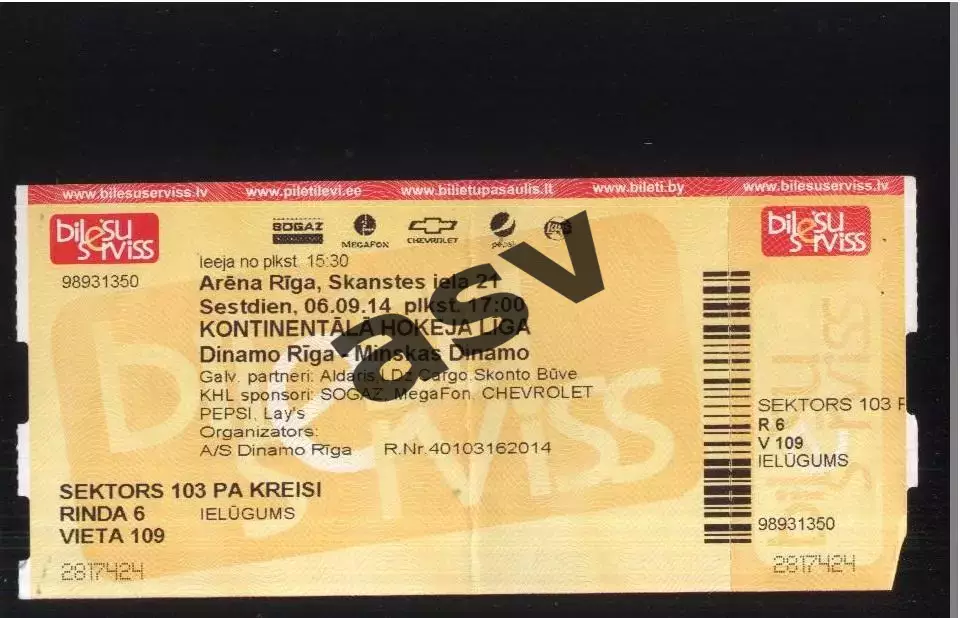 www.bilesuserviss.lv www.piletilevi.ee www.bilietupasaulis.lt www.bileti.by www.bilesuserviss.lv
bilešu serviss
SOGAZ MEGAFON CHEVROLET pepsi Lay's
bilešu serviss
98931350
Ieeja no plkst. 15:30
Arēna Rīga, Skanstes iela 21
Sestdien, 06.09.14 plkst. 17:00
KONTINENTĀLĀ HOKEJA LĪGA
Dinamo Rīga - Minskas Dinamo
Galv. partneri: Aldaris,LDz Cargo,Skonto Būve
KHL sponsori: SOGAZ, MegaFon, CHEVROLET
PEPSI, Lay's
Organizators:
A/S Dinamo Rīga R.Nr.40103162014
SEKTORS 103 PA KREISI
RINDA 6 IELŪGUMS
VIETA 109
2817424
SEKTORS 103 P
R 6
V 109
IELŪGUMS
98931350
2817424
asv